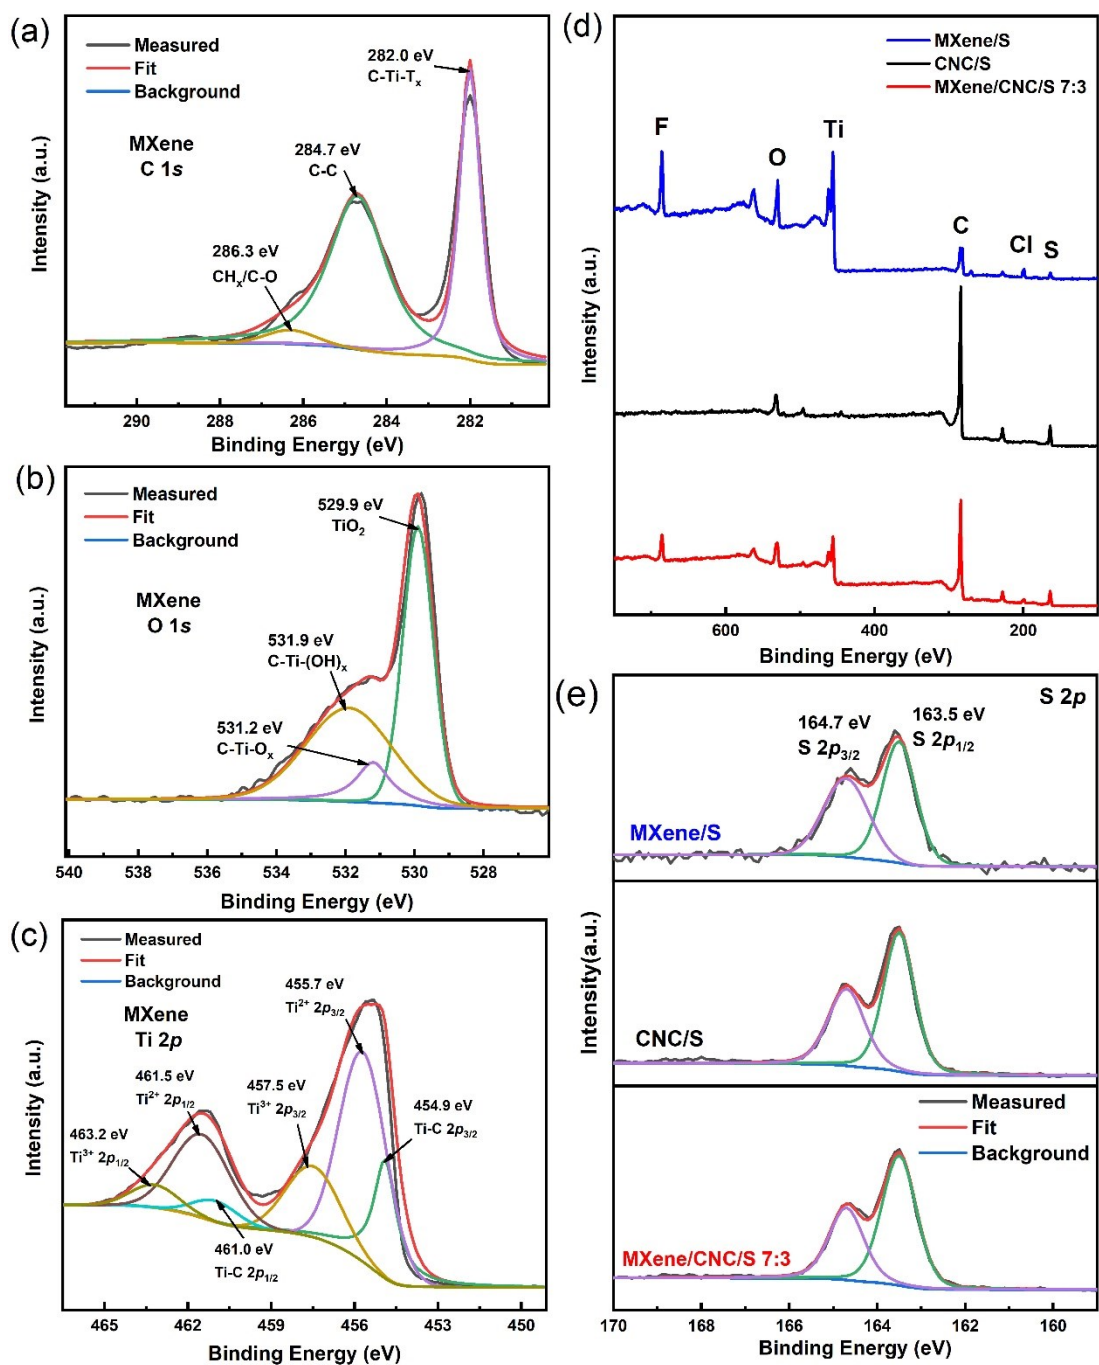 (a)
Measured
Fit
Background
MXene
C 1s
282.0 eV
C-Ti-Tₓ
284.7 eV
C-C
286.3 eV
CHₓ/C-O
Intensity (a.u.)
290 288 286 284 282
Binding Energy (eV)
(b)
Measured
Fit
Background
MXene
O 1s
529.9 eV
TiO₂
531.9 eV
C-Ti-(OH)ₓ
531.2 eV
C-Ti-Oₓ
Intensity (a.u.)
540 538 536 534 532 530 528
Binding Energy (eV)
(c)
Measured
Fit
Background
MXene
Ti 2p
455.7 eV
Ti²⁺ 2p₃/₂
461.5 eV
Ti²⁺ 2p₁/₂
457.5 eV
Ti³⁺ 2p₃/₂
454.9 eV
Ti-C 2p₃/₂
463.2 eV
Ti³⁺ 2p₁/₂
461.0 eV
Ti-C 2p₁/₂
Intensity (a.u.)
465 462 459 456 453 450
Binding Energy (eV)
(d)
MXene/S
CNC/S
MXene/CNC/S 7:3
F
O
Ti
C
Cl
S
Intensity (a.u.)
600 400 200
Binding Energy (eV)
(e)
S 2p
164.7 eV
S 2p₃/₂
163.5 eV
S 2p₁/₂
MXene/S
CNC/S
Measured
Fit
Background
MXene/CNC/S 7:3
Intensity(a.u.)
170 168 166 164 162 160
Binding Energy (eV)